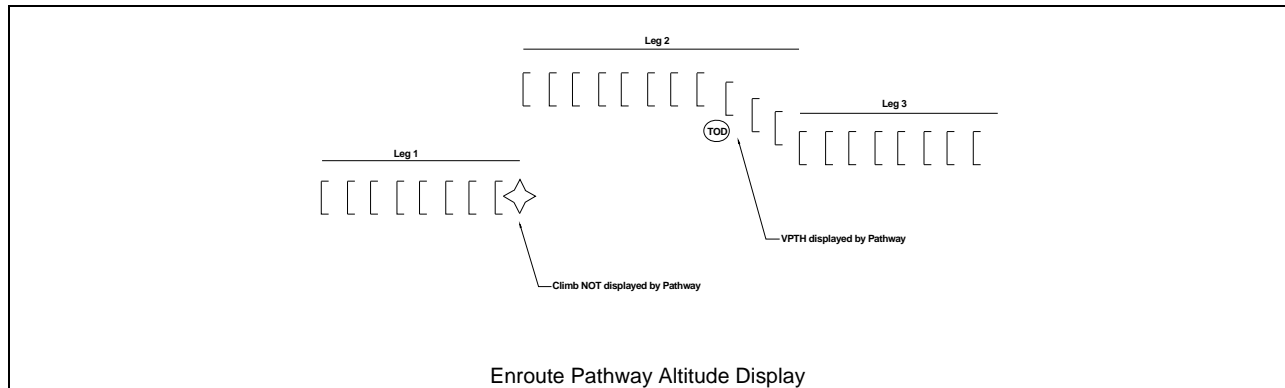 Leg 2
Leg 3
TOD
Leg 1
VPTH displayed by Pathway
Climb NOT displayed by Pathway
Enroute Pathway Altitude Display